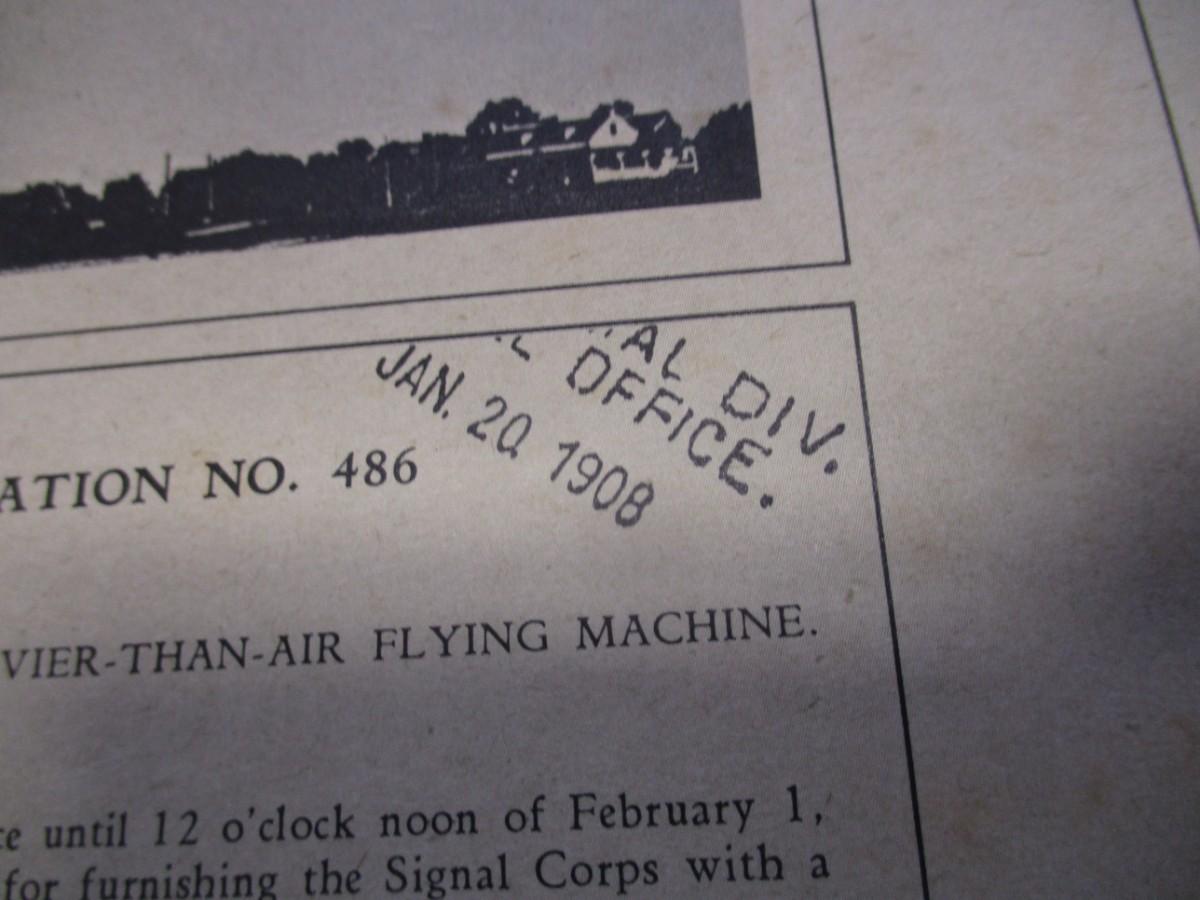 AL DIV.
OFFICE.
JAN. 20 1908
ATION NO. 486
VIER-THAN-AIR FLYING MACHINE.
e until 12 o'clock noon of February 1,
for furnishing the Signal Corps with a